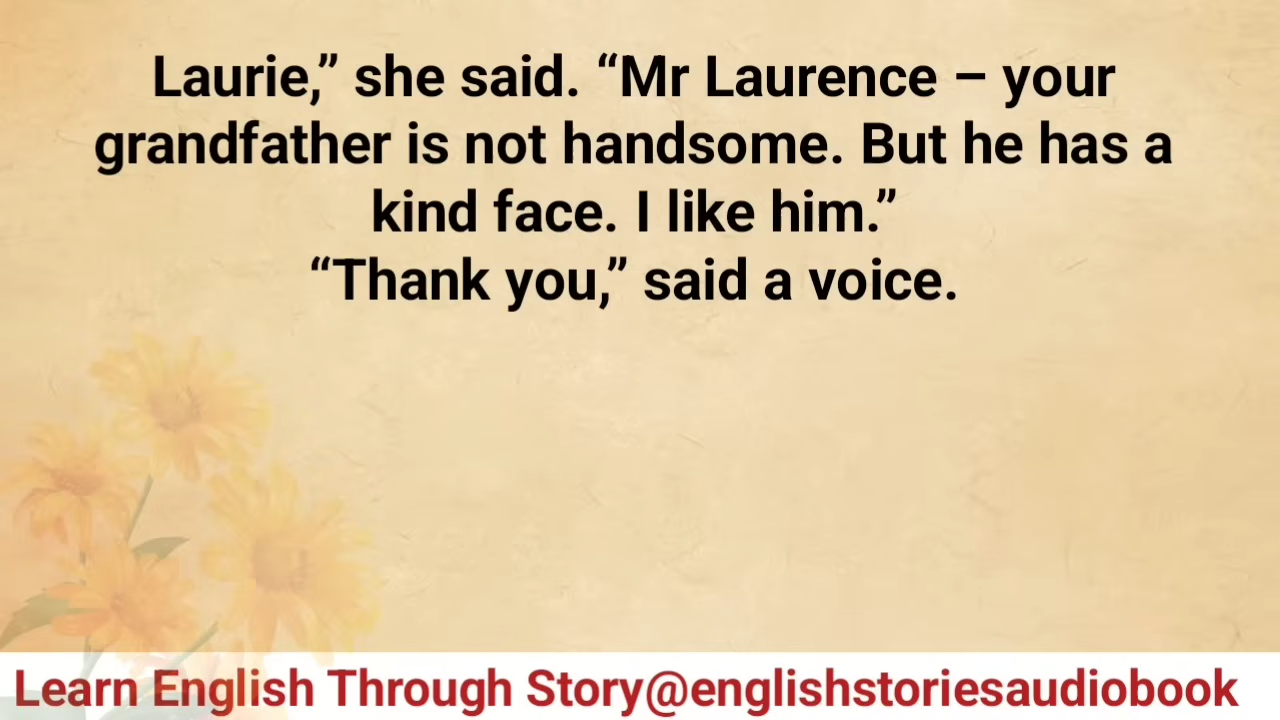 Laurie,” she said. “Mr Laurence – your
grandfather is not handsome. But he has a
kind face. I like him.”
“Thank you,” said a voice.
Learn English Through Story@englishstoriesaudiobook